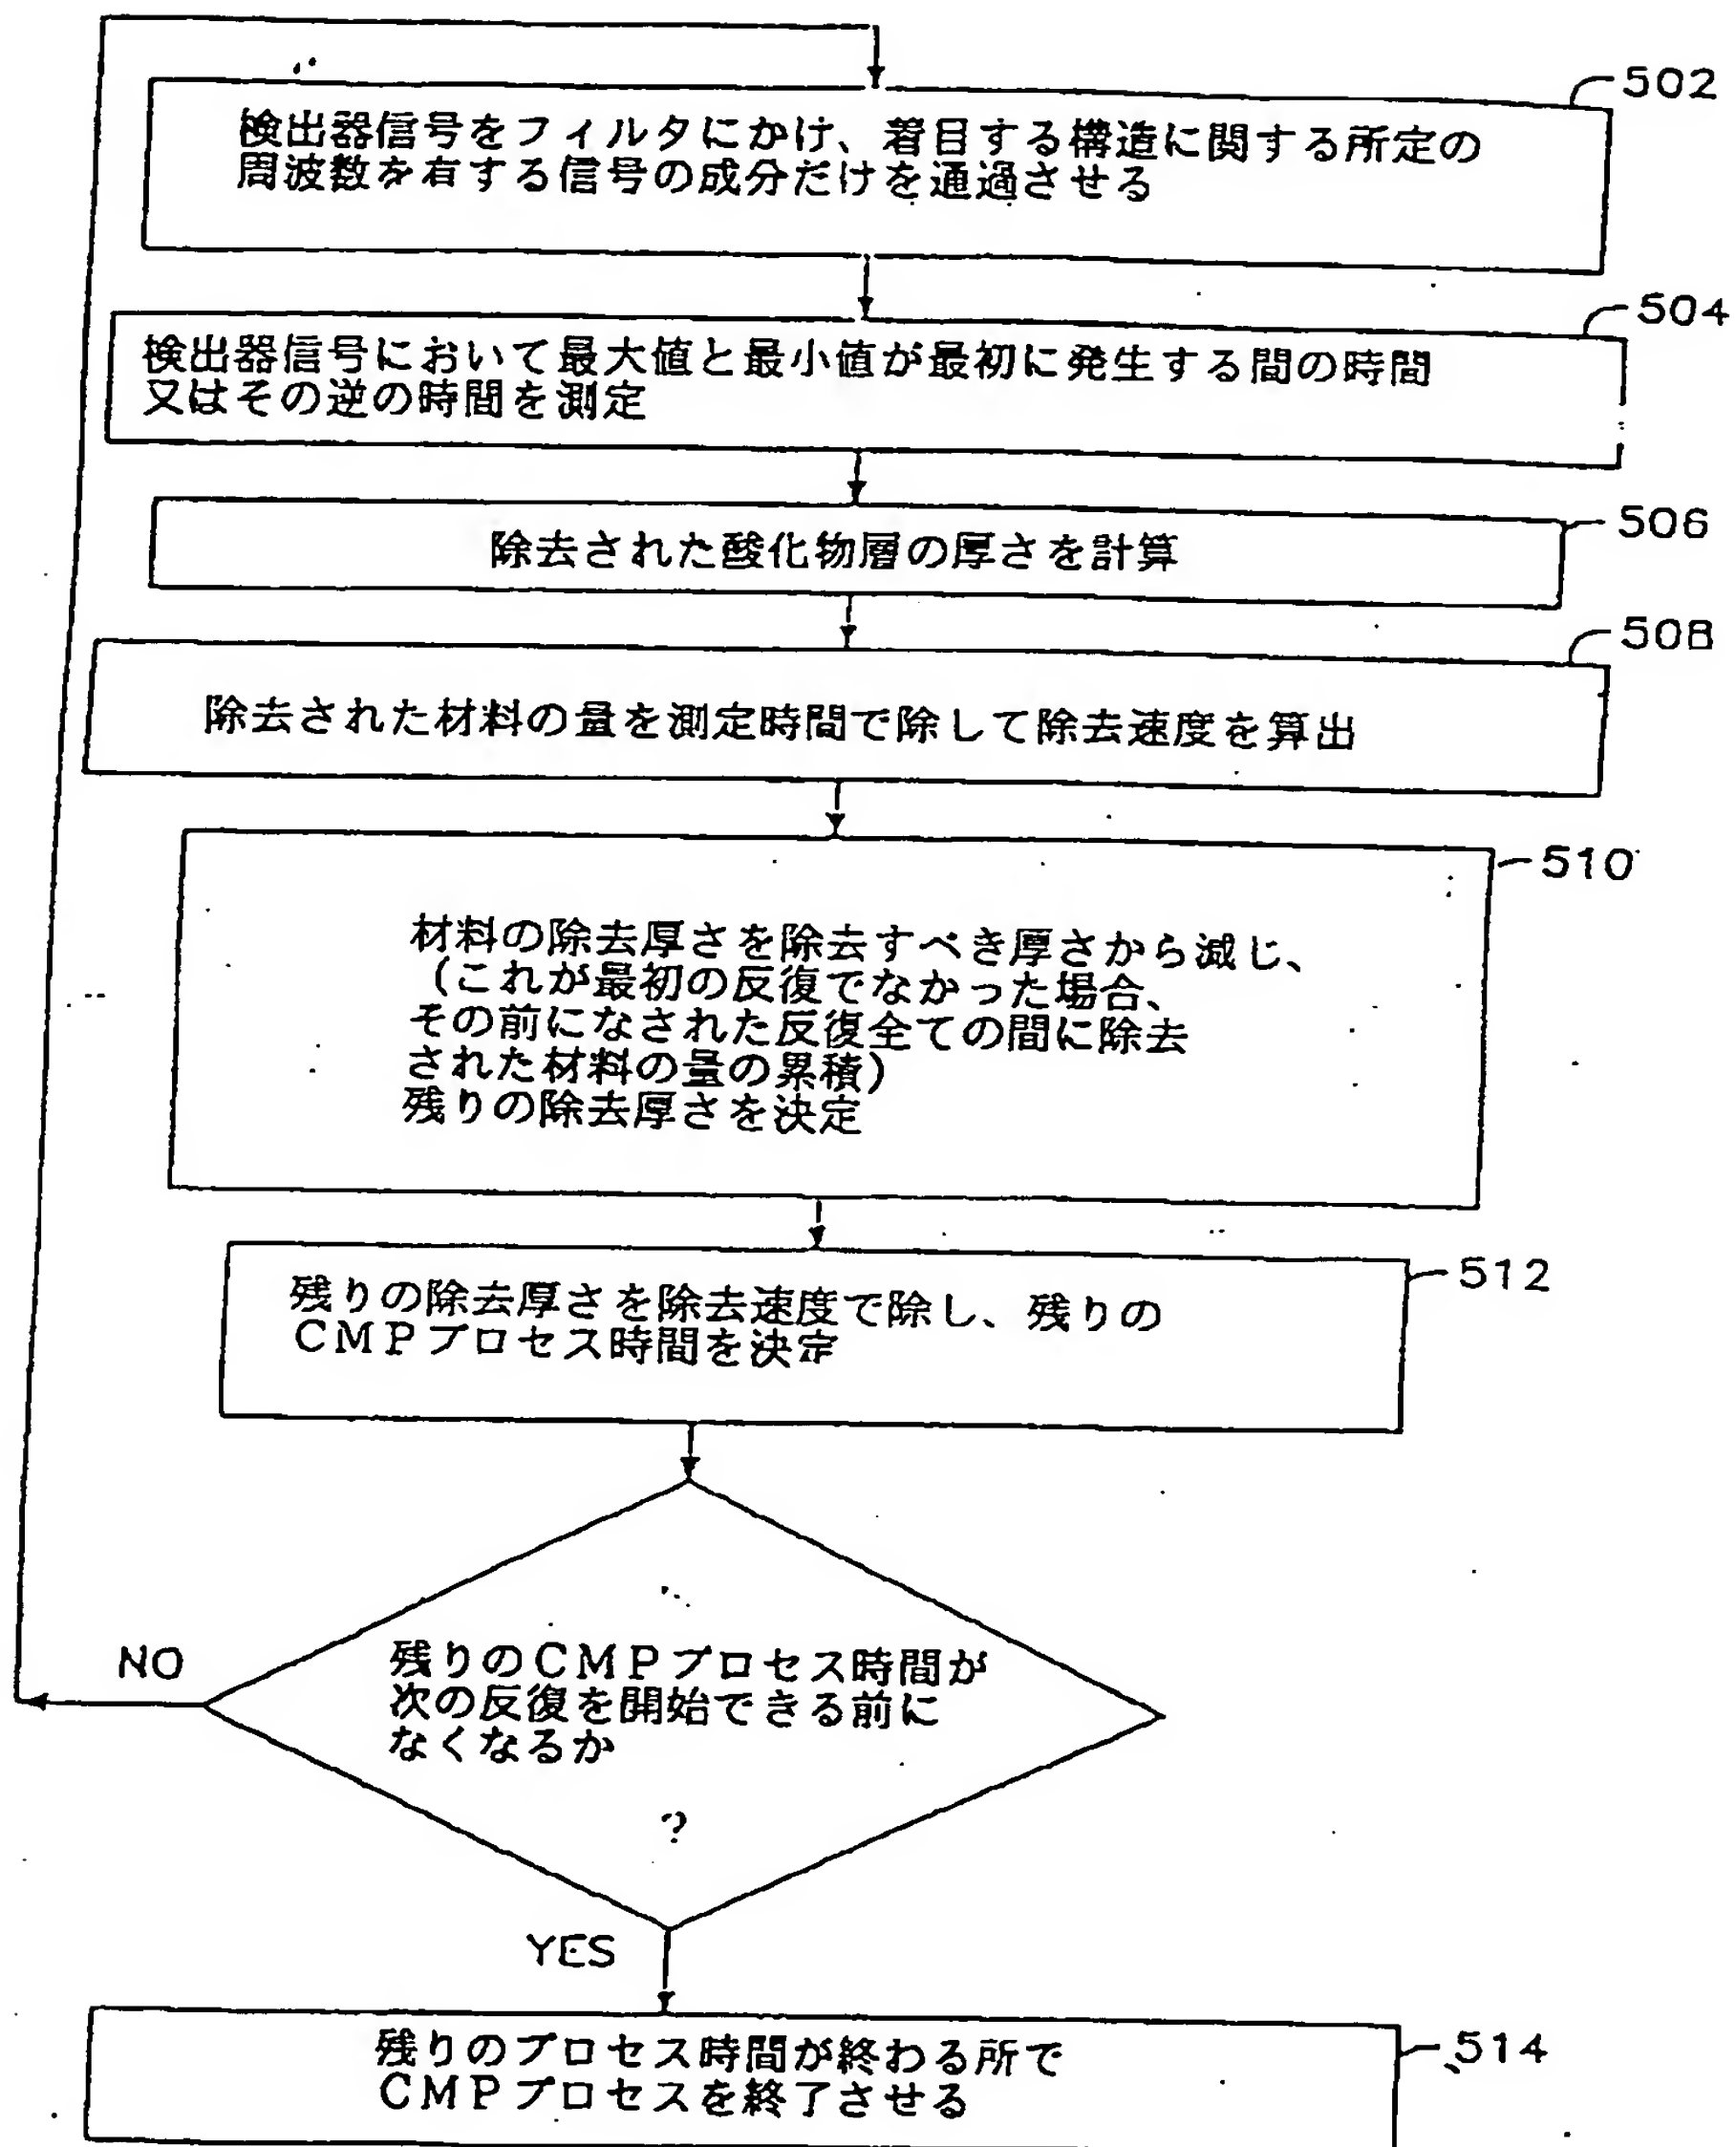 502
検出器信号をフィルタにかけ、着目する構造に関する所定の
周波数を有する信号の成分だけを通過させる
504
検出器信号において最大値と最小値が最初に発生する間の時間
又はその逆の時間を測定
506
除去された酸化物層の厚さを計算
508
除去された材料の量を測定時間で除して除去速度を算出
510
材料の除去厚さを除去すべき厚さから減じ、
(これが最初の反復でなかった場合、
その前になされた反復全ての間に除去
された材料の量の累積)
残りの除去厚さを決定
512
残りの除去厚さを除去速度で除し、残りの
CMPプロセス時間を決定
NO
残りのCMPプロセス時間が
次の反復を開始できる前に
なくなるか
?
YES
514
残りのプロセス時間が終わる所で
CMPプロセスを終了させる